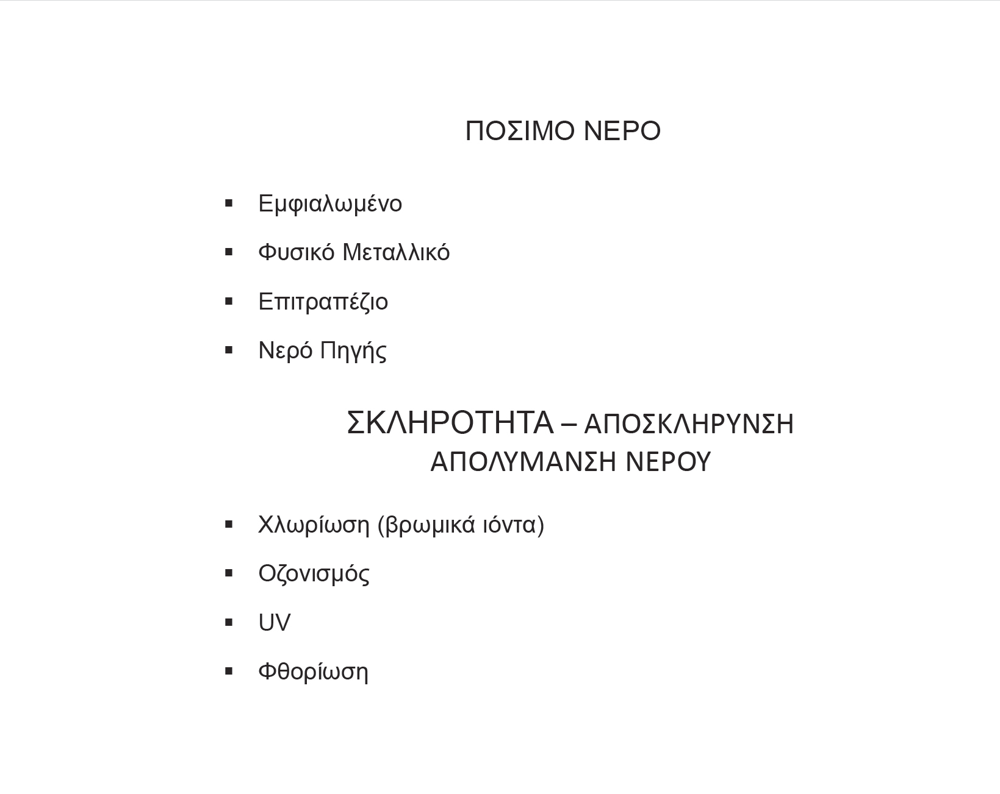 ΠΟΣΙΜΟ ΝΕΡΟ
▪ Εμφιαλωμένο
▪ Φυσικό Μεταλλικό
▪ Επιτραπέζιο
▪ Νερό Πηγής
ΣΚΛΗΡΟΤΗΤΑ – ΑΠΟΣΚΛΗΡΥΝΣΗ
ΑΠΟΛΥΜΑΝΣΗ ΝΕΡΟΥ
▪ Χλωρίωση (βρωμικά ιόντα)
▪ Οζονισμός
▪ UV
▪ Φθορίωση